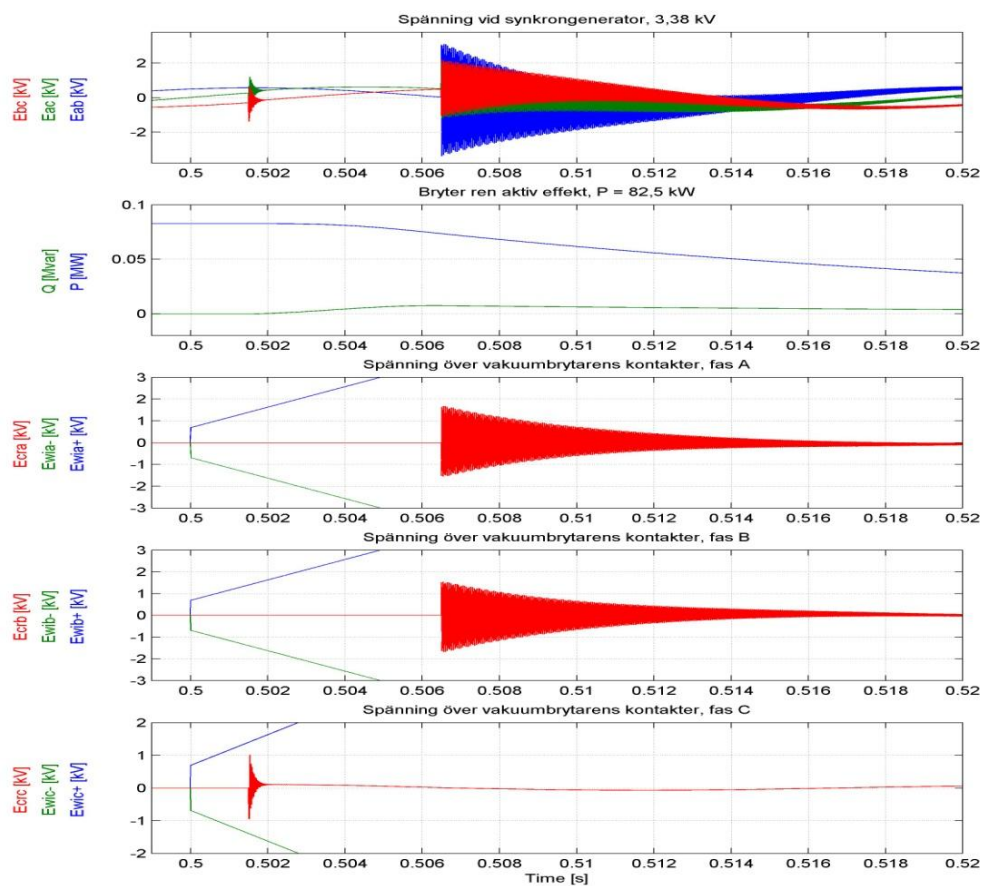 Spänning vid synkrongenerator, 3,38 kV
Ebc [kV]
Eac [kV]
Eab [kV]
2
0
-2
0.5 0.502 0.504 0.506 0.508 0.51 0.512 0.514 0.516 0.518 0.52
Bryter ren aktiv effekt, P = 82,5 kW
Q [Mvar]
P [MW]
0.1
0.05
0
0.5 0.502 0.504 0.506 0.508 0.51 0.512 0.514 0.516 0.518 0.52
Spänning över vakuumbrytarens kontakter, fas A
Ecra [kV]
Ewia- [kV]
Ewia+ [kV]
3
2
1
0
-1
-2
-3
0.5 0.502 0.504 0.506 0.508 0.51 0.512 0.514 0.516 0.518 0.52
Spänning över vakuumbrytarens kontakter, fas B
Ecrb [kV]
Ewib- [kV]
Ewib+ [kV]
3
2
1
0
-1
-2
-3
0.5 0.502 0.504 0.506 0.508 0.51 0.512 0.514 0.516 0.518 0.52
Spänning över vakuumbrytarens kontakter, fas C
Ecrc [kV]
Ewic- [kV]
Ewic+ [kV]
2
1
0
-1
-2
0.5 0.502 0.504 0.506 0.508 0.51 0.512 0.514 0.516 0.518 0.52
Time [s]